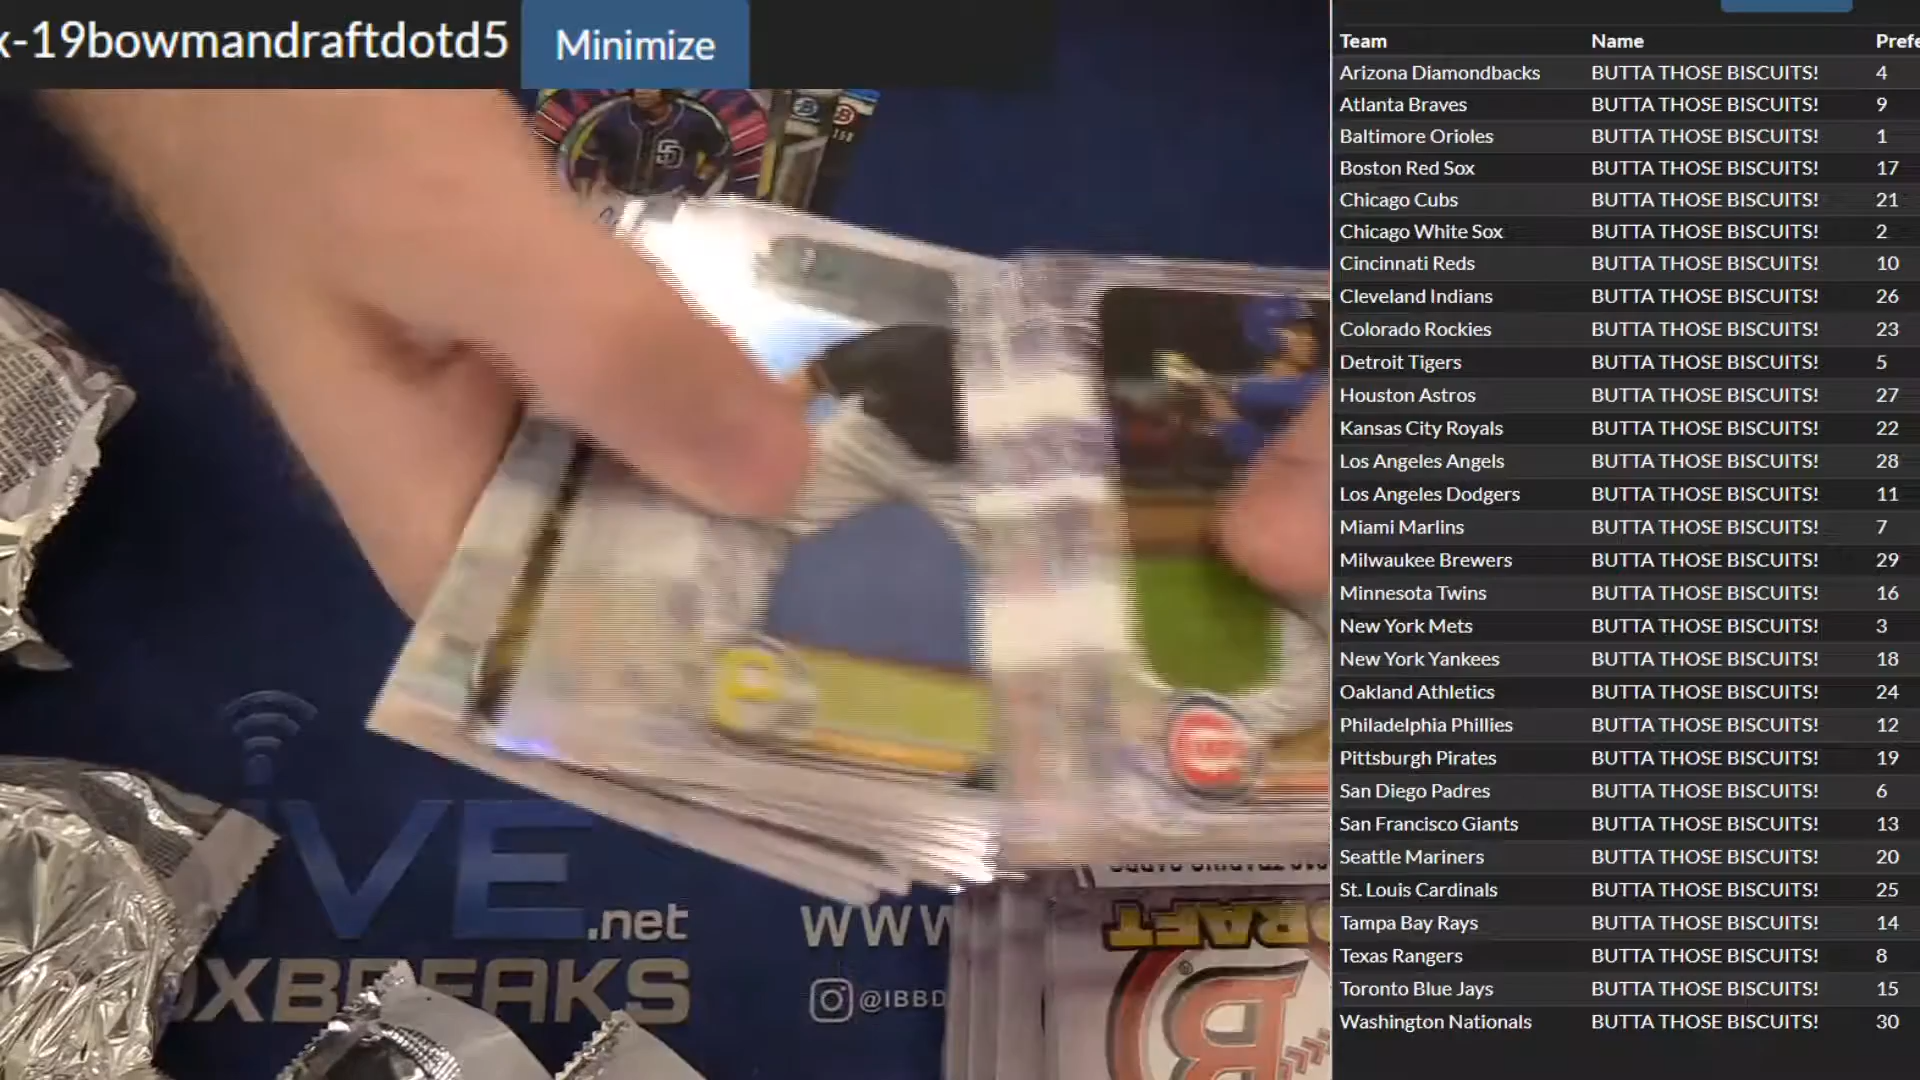 x-19bowmandraftdotd5 Minimize
Team Name Prefe
Arizona Diamondbacks BUTTA THOSE BISCUITS! 4
Atlanta Braves BUTTA THOSE BISCUITS! 9
Baltimore Orioles BUTTA THOSE BISCUITS! 1
Boston Red Sox BUTTA THOSE BISCUITS! 17
Chicago Cubs BUTTA THOSE BISCUITS! 21
Chicago White Sox BUTTA THOSE BISCUITS! 2
Cincinnati Reds BUTTA THOSE BISCUITS! 10
Cleveland Indians BUTTA THOSE BISCUITS! 26
Colorado Rockies BUTTA THOSE BISCUITS! 23
Detroit Tigers BUTTA THOSE BISCUITS! 5
Houston Astros BUTTA THOSE BISCUITS! 27
Kansas City Royals BUTTA THOSE BISCUITS! 22
Los Angeles Angels BUTTA THOSE BISCUITS! 28
Los Angeles Dodgers BUTTA THOSE BISCUITS! 11
Miami Marlins BUTTA THOSE BISCUITS! 7
Milwaukee Brewers BUTTA THOSE BISCUITS! 29
Minnesota Twins BUTTA THOSE BISCUITS! 16
New York Mets BUTTA THOSE BISCUITS! 3
New York Yankees BUTTA THOSE BISCUITS! 18
Oakland Athletics BUTTA THOSE BISCUITS! 24
Philadelphia Phillies BUTTA THOSE BISCUITS! 12
Pittsburgh Pirates BUTTA THOSE BISCUITS! 19
San Diego Padres BUTTA THOSE BISCUITS! 6
San Francisco Giants BUTTA THOSE BISCUITS! 13
Seattle Mariners BUTTA THOSE BISCUITS! 20
St. Louis Cardinals BUTTA THOSE BISCUITS! 25
Tampa Bay Rays BUTTA THOSE BISCUITS! 14
Texas Rangers BUTTA THOSE BISCUITS! 8
Toronto Blue Jays BUTTA THOSE BISCUITS! 15
Washington Nationals BUTTA THOSE BISCUITS! 30
SD
P
DRAFT
B
IVE.net
OXBREAKS
WWW
@IBBD